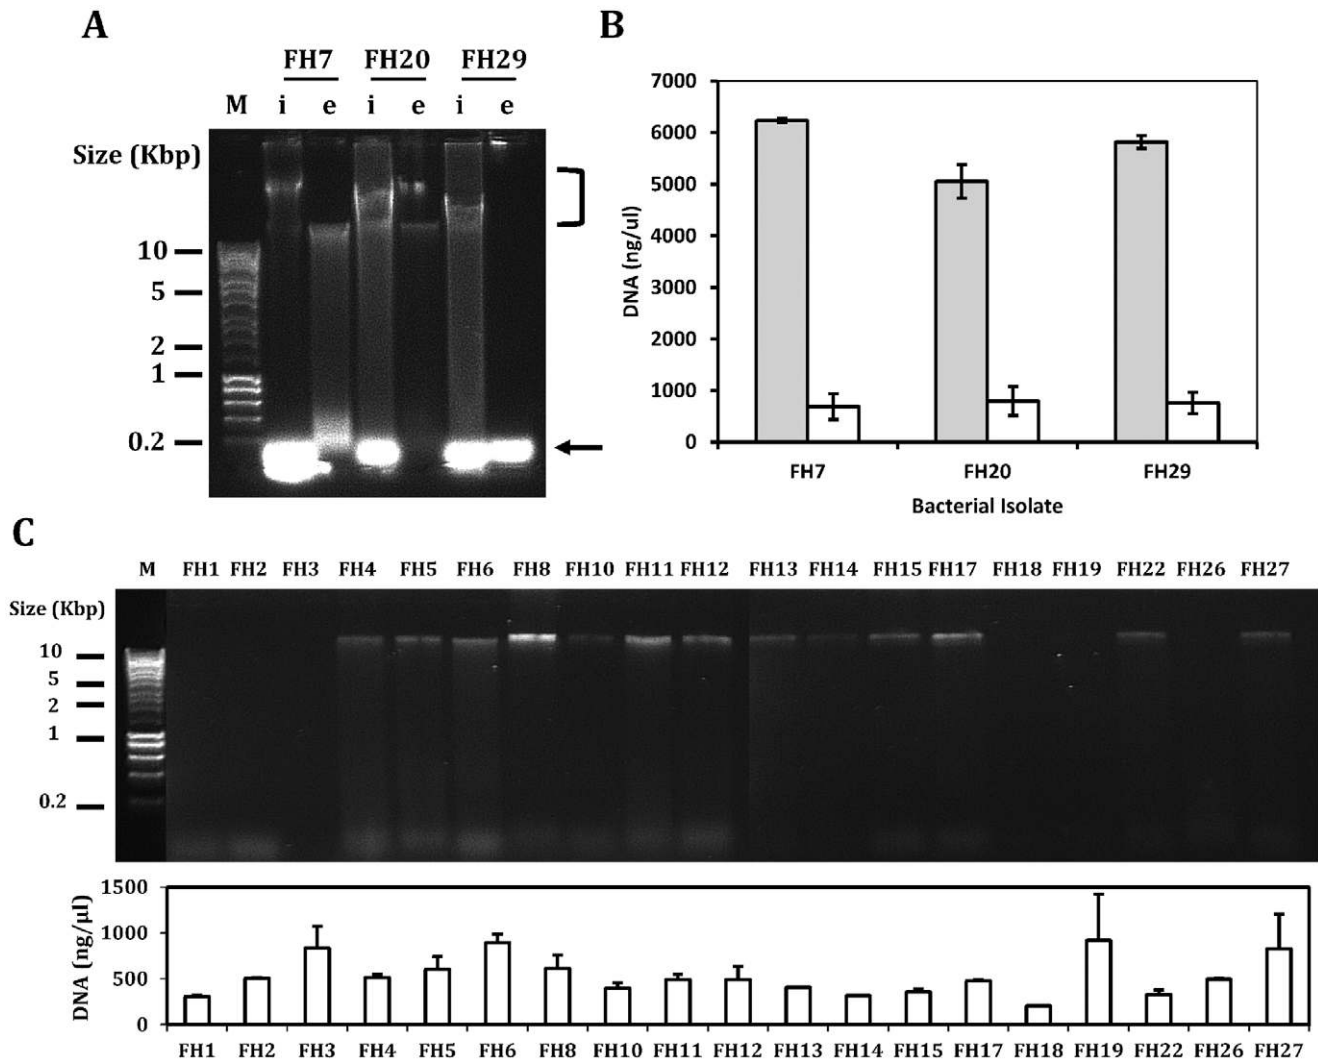 A
FH7 FH20 FH29
M i e i e i e
Size (Kbp)
10
5
2
1
0.2
B
7000
6000
5000
4000
3000
2000
1000
0
DNA (ng/ul)
FH7 FH20 FH29
Bacterial Isolate
C
M FH1 FH2 FH3 FH4 FH5 FH6 FH8 FH10 FH11 FH12 FH13 FH14 FH15 FH17 FH18 FH19 FH22 FH26 FH27
Size (Kbp)
10
5
2
1
0.2
1500
1000
500
0
DNA (ng/µl)
FH1 FH2 FH3 FH4 FH5 FH6 FH8 FH10 FH11 FH12 FH13 FH14 FH15 FH17 FH18 FH19 FH22 FH26 FH27